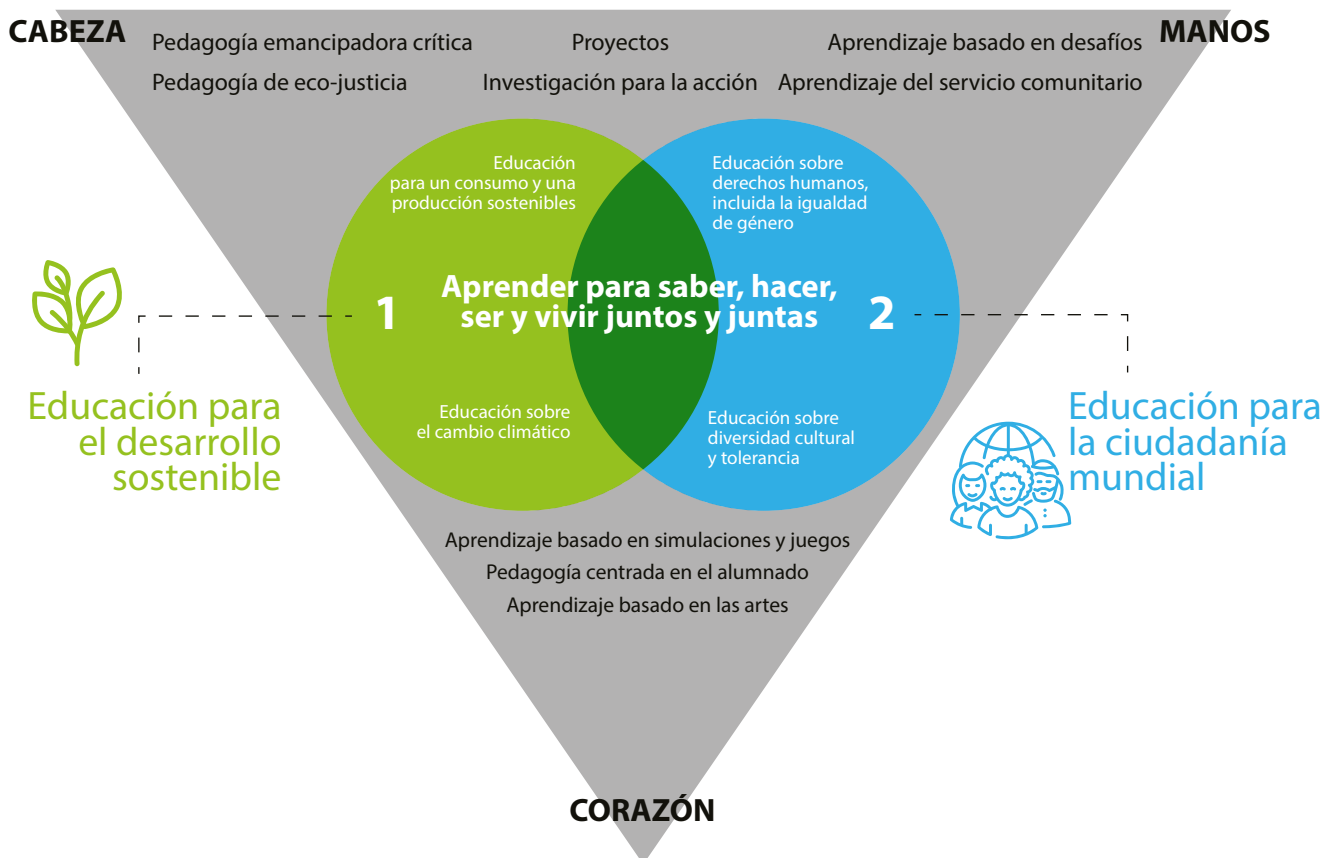 CABEZA
MANOS
Pedagogía emancipadora crítica
Proyectos
Aprendizaje basado en desafíos
Pedagogía de eco-justicia
Investigación para la acción
Aprendizaje del servicio comunitario
Educación
para un consumo y una
producción sostenibles
Educación sobre
derechos humanos,
incluida la igualdad
de género
1
Aprender para saber, hacer,
ser y vivir juntos y juntas
2
Educación sobre
el cambio climático
Educación sobre
diversidad cultural
y tolerancia
Educación para
el desarrollo
sostenible
Educación para
la ciudadanía
mundial
Aprendizaje basado en simulaciones y juegos
Pedagogía centrada en el alumnado
Aprendizaje basado en las artes
CORAZÓN